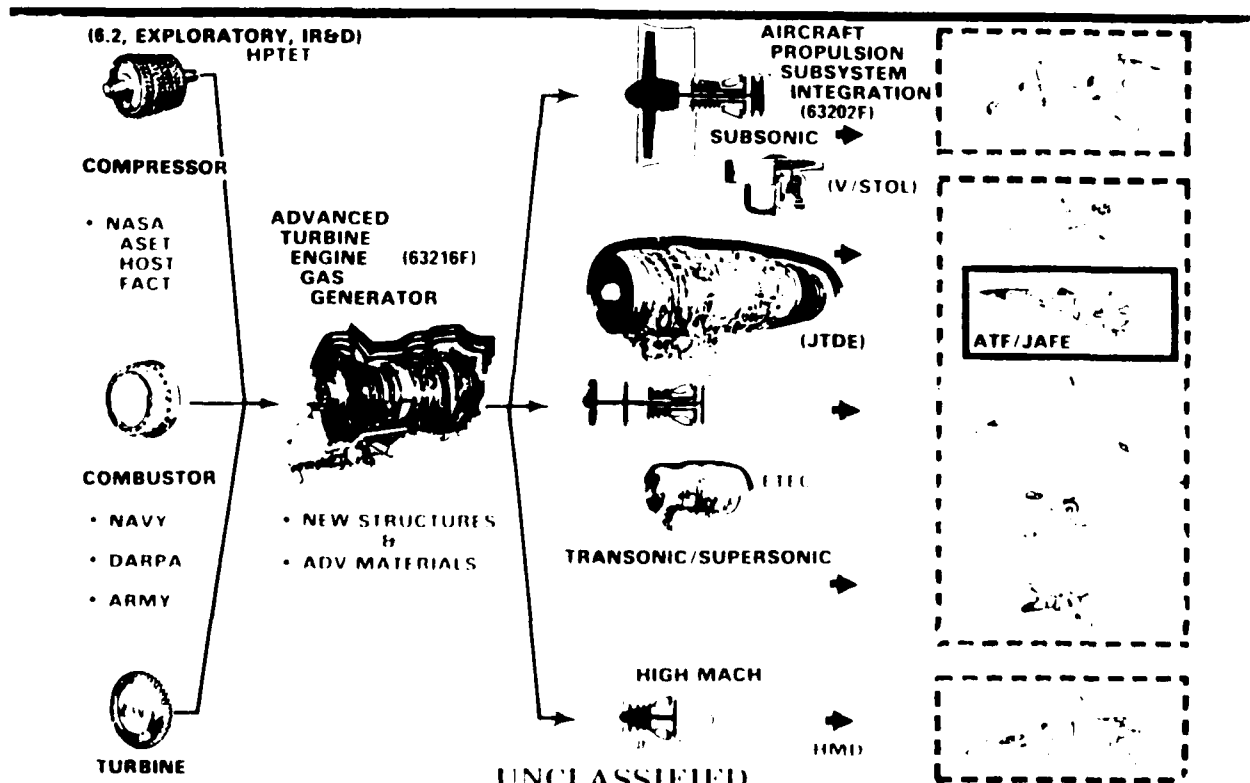 (6.2, EXPLORATORY, IR&D)
HPTET
COMPRESSOR
• NASA
ASET
HOST
FACT
COMBUSTOR
• NAVY
• DARPA
• ARMY
TURBINE
ADVANCED
TURBINE
ENGINE (63216F)
GAS
GENERATOR
• NEW STRUCTURES
&
• ADV MATERIALS
AIRCRAFT
PROPULSION
SUBSYSTEM
INTEGRATION
(63202F)
SUBSONIC
(V/STOL)
(JTDE)
ETEC
TRANSONIC/SUPERSONIC
HIGH MACH
HMD
ATF/JAFE
UNCLASSIFIED